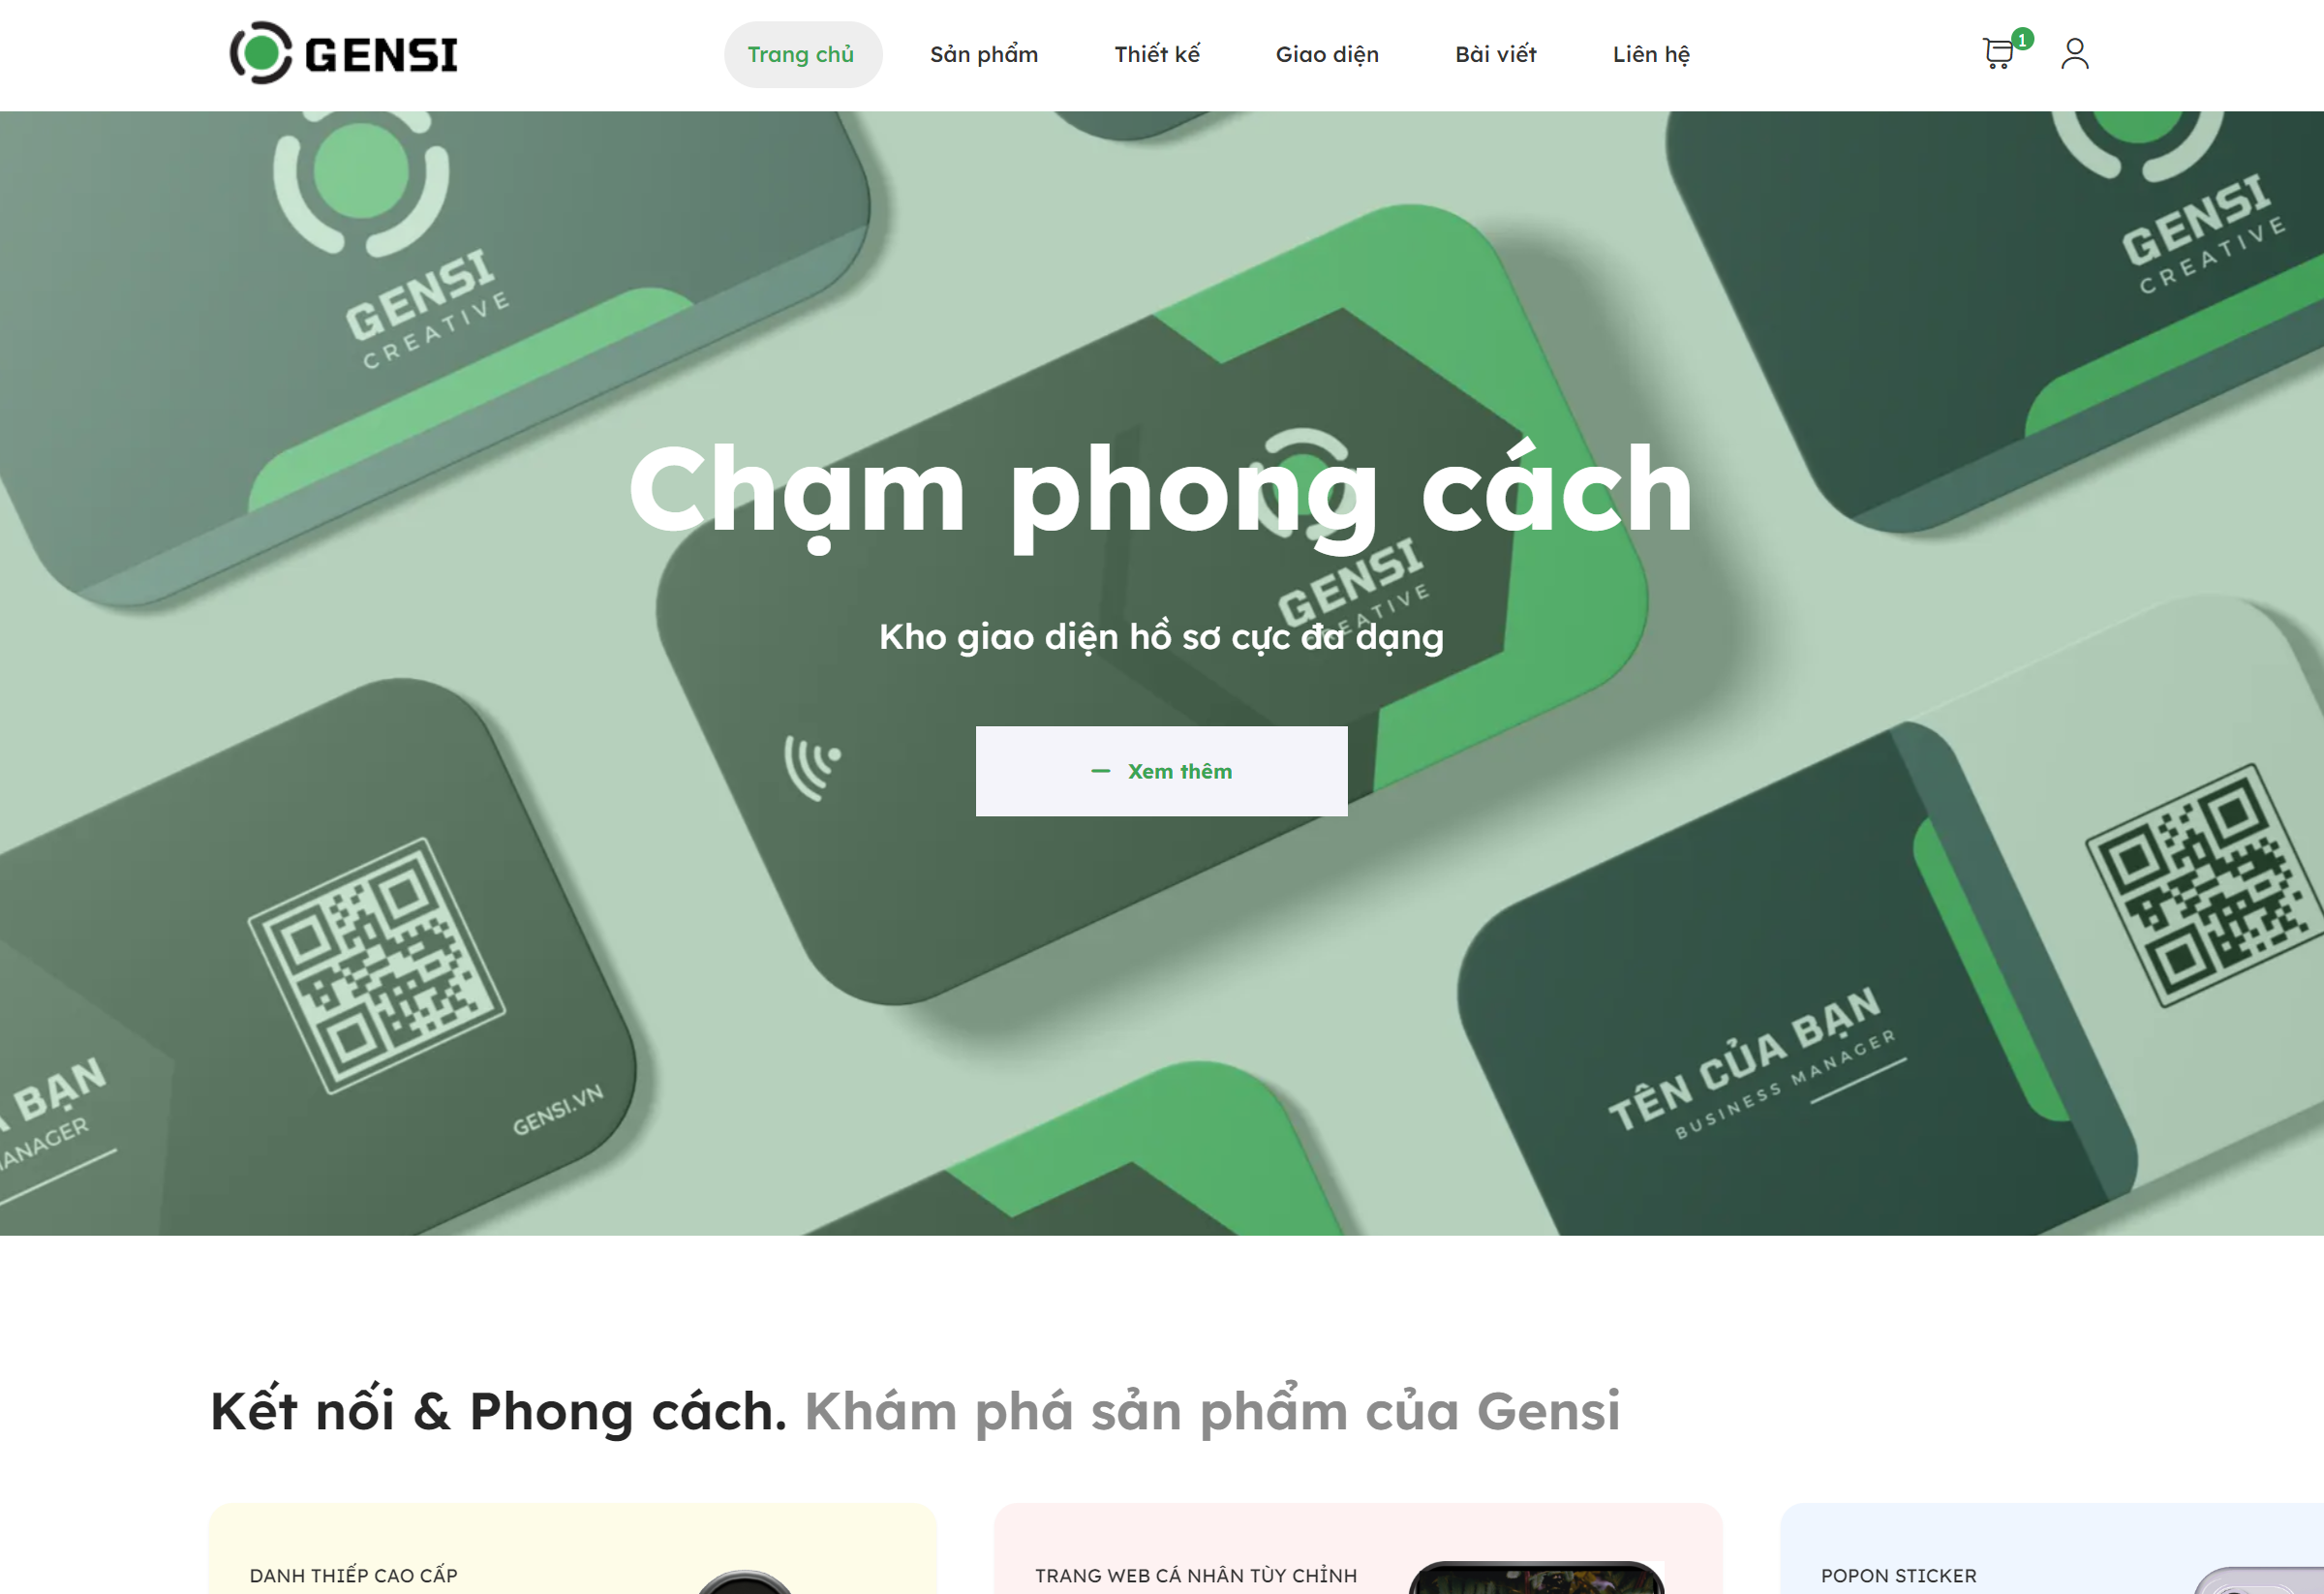 GENSI
Trang chủ
Sản phẩm
Thiết kế
Giao diện
Bài viết
Liên hệ
1
GENSI
CREATIVE
GENSI
CREATIVE
Chạm phong cách
GENSI
Kho giao diện hồ sơ cực đa dạng
Xem thêm
BẠN
GENSI.VN
TÊN CỦA BẠN
BUSINESS MANAGER
Kết nối & Phong cách. Khám phá sản phẩm của Gensi
DANH THIẾP CAO CẤP
TRANG WEB CÁ NHÂN TÙY CHỈNH
POPON STICKER